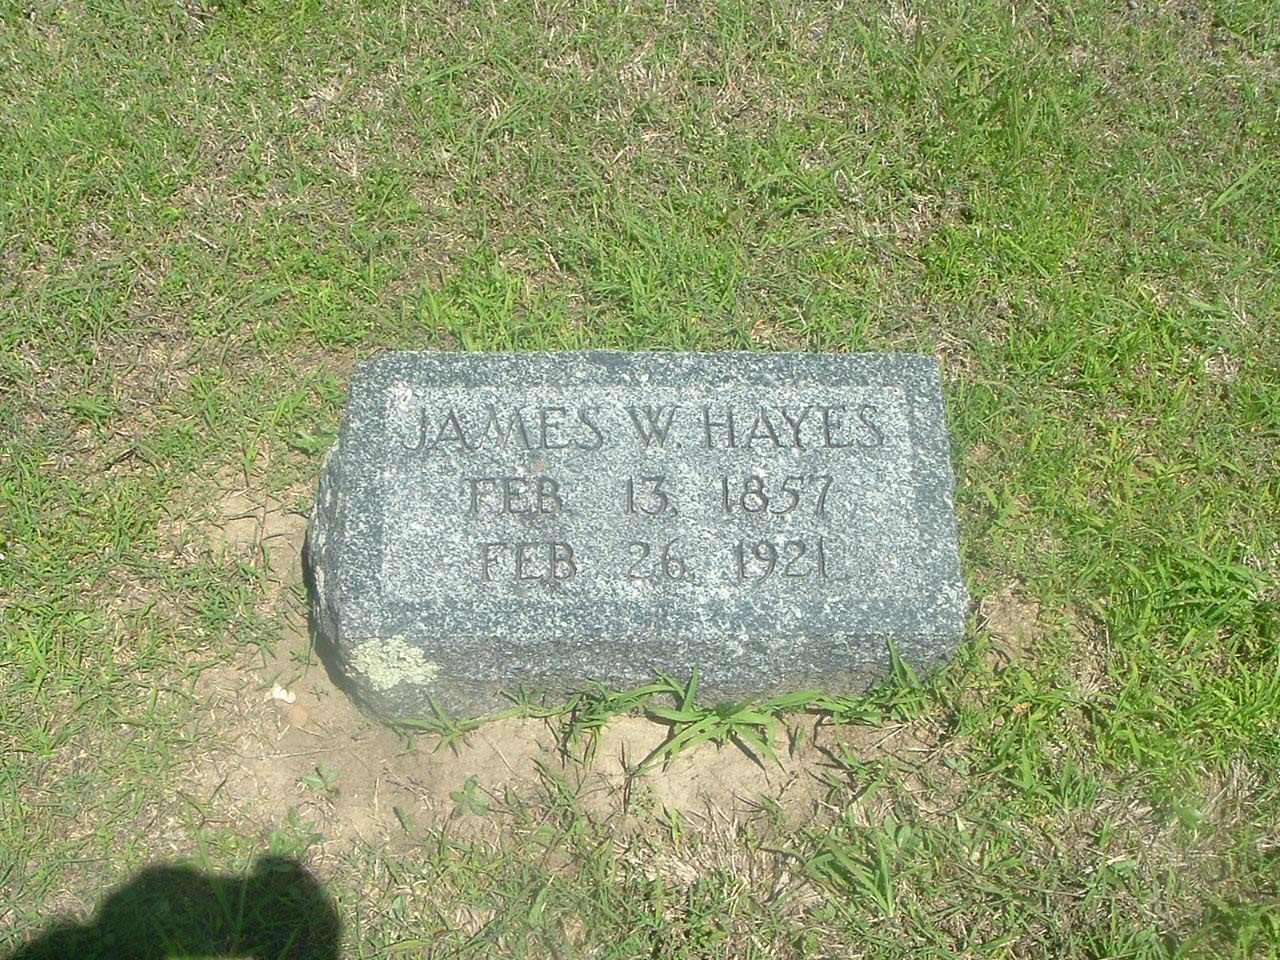 JAMES W. HAYES
FEB. 13, 1857
FEB. 26, 1921